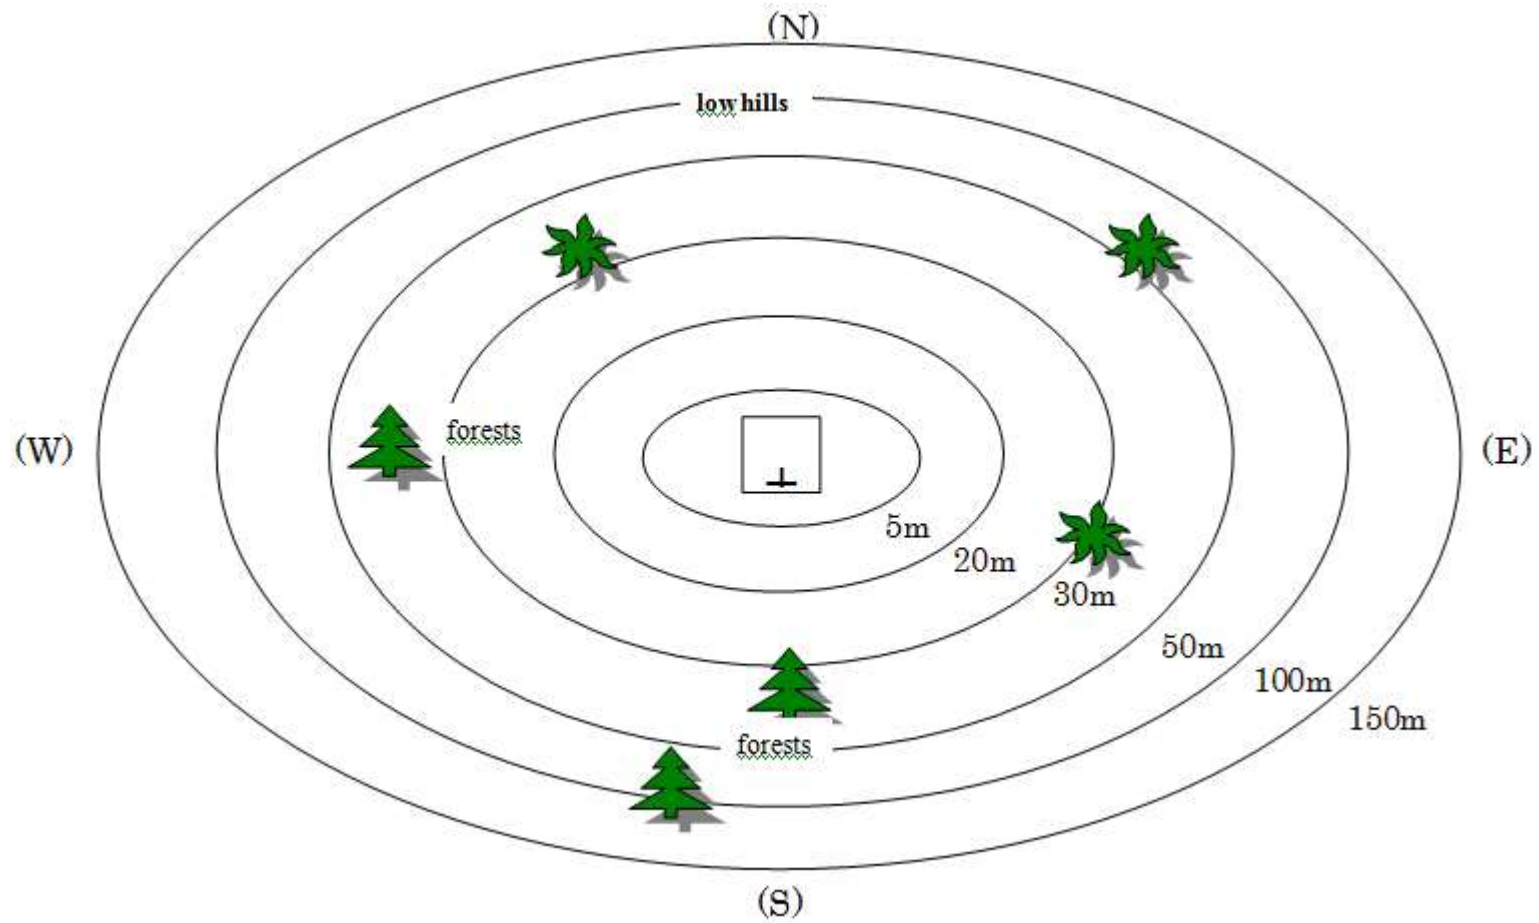 (N)
low hills
(W)
forests
(E)
5m
20m
30m
50m
100m
150m
forests
(S)